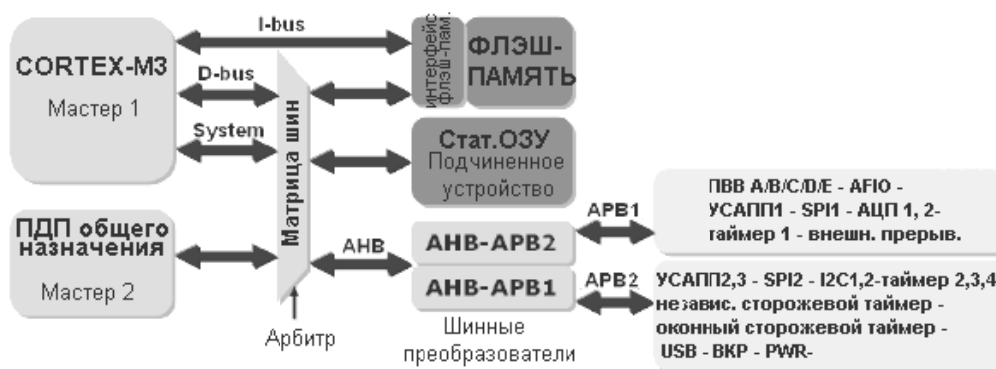 I-bus
CORTEX-M3
Мастер 1
D-bus
System
ПДП общего
назначения
Мастер 2
Матрица шин
Арбитр
AHB
интерфейс
флэш-пам.
ФЛЭШ-
ПАМЯТЬ
Стат.ОЗУ
Подчиненное
устройство
AHB-APB2
AHB-APB1
Шинные
преобразователи
APB1
ПВВ A/B/C/D/E - AFIO -
УСАПП1 - SPI1 - АЦП 1, 2-
таймер 1 - внешн. прерыв.
APB2
УСАПП2,3 - SPI2 - I2C1,2-таймер 2,3,4
независ. сторожевой таймер -
оконный сторожевой таймер -
USB - BKP - PWR-